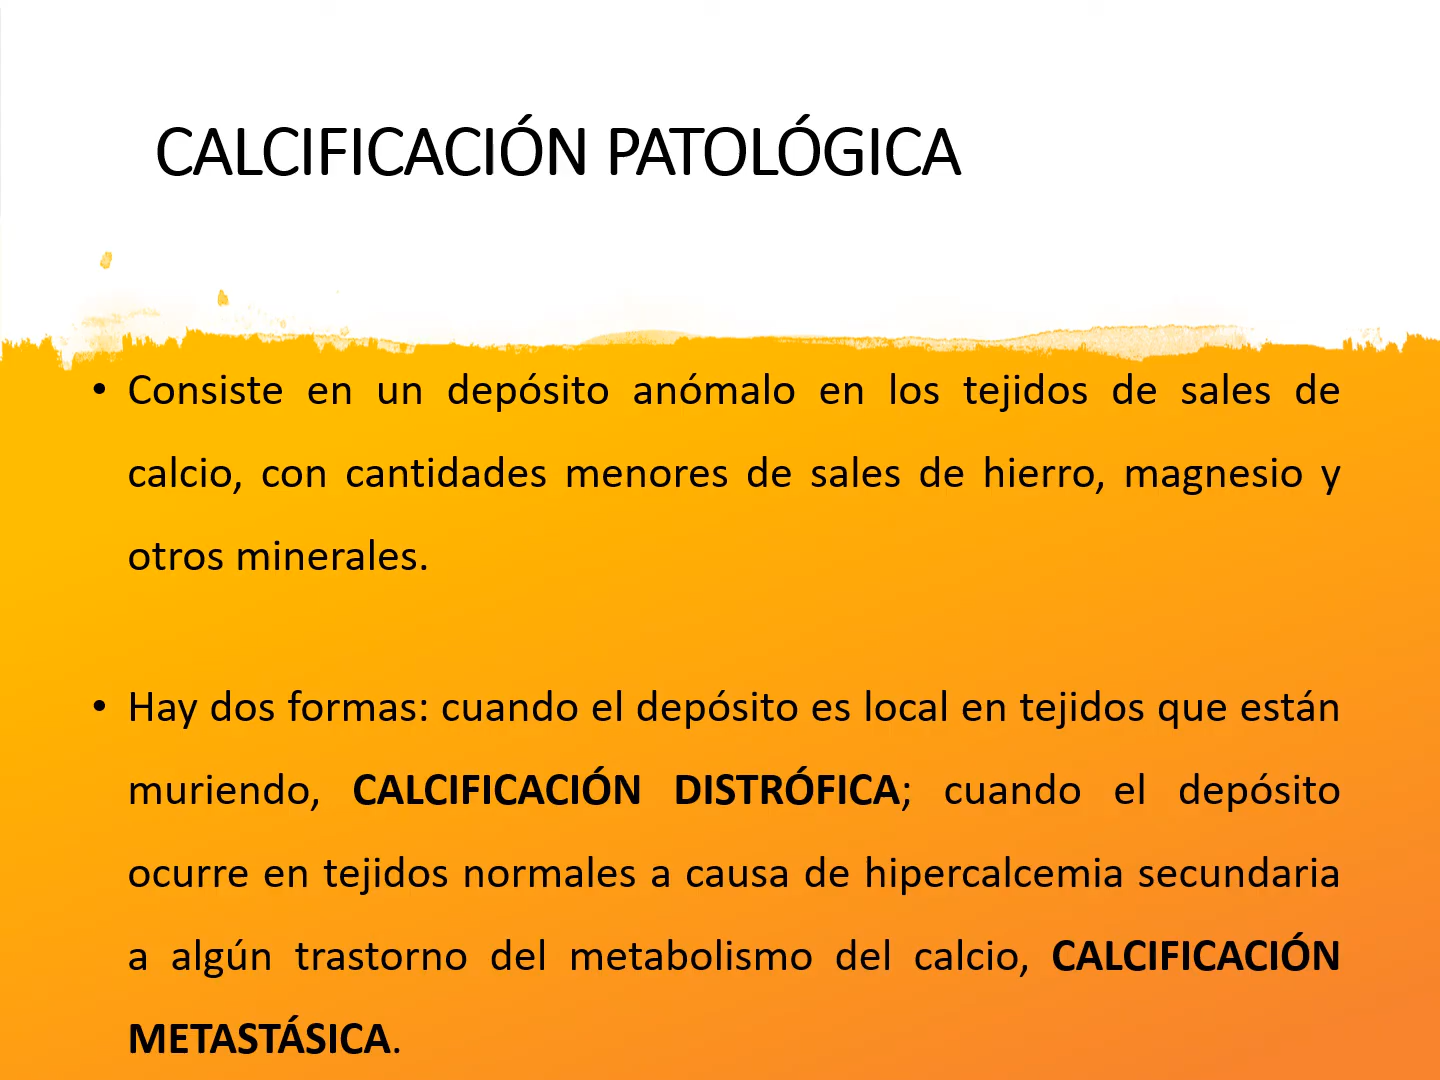 CALCIFICACIÓN PATOLÓGICA
• Consiste en un depósito anómalo en los tejidos de sales de
calcio, con cantidades menores de sales de hierro, magnesio y
otros minerales.
• Hay dos formas: cuando el depósito es local en tejidos que están
muriendo, CALCIFICACIÓN DISTRÓFICA; cuando el depósito
ocurre en tejidos normales a causa de hipercalcemia secundaria
a algún trastorno del metabolismo del calcio, CALCIFICACIÓN
METASTÁSICA.